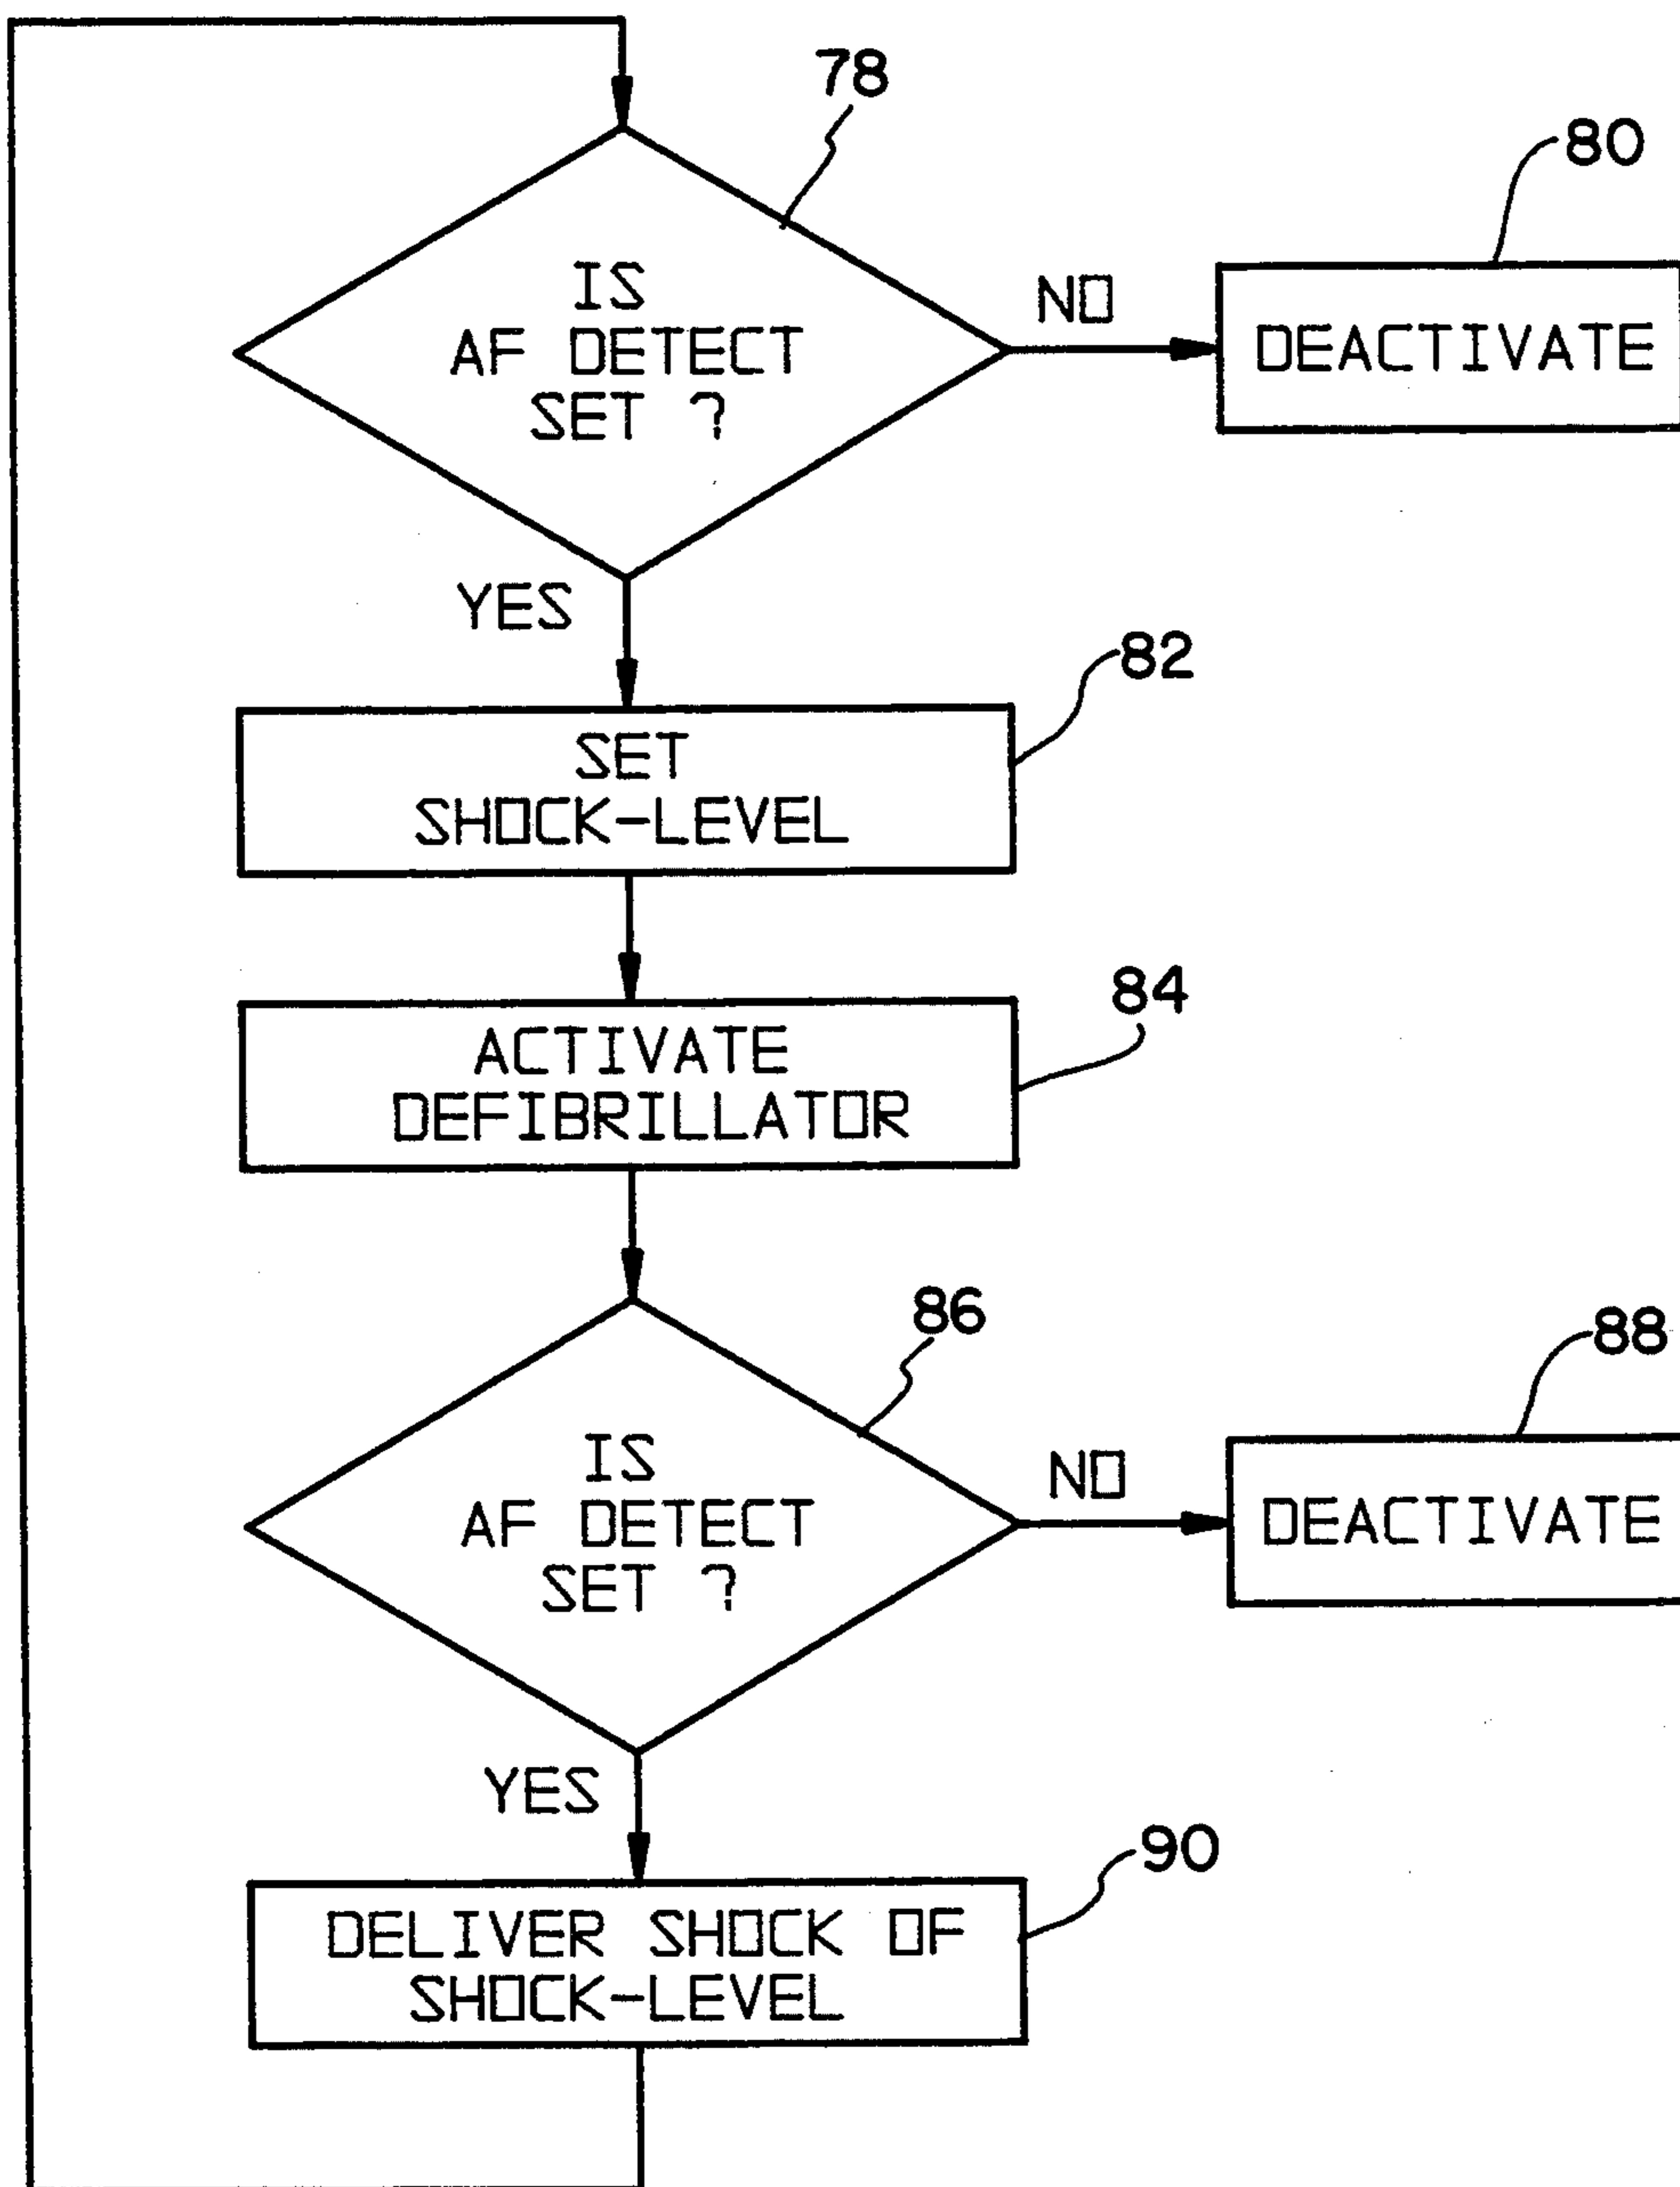 78
80
IS
AF DETECT
SET ?
NO
DEACTIVATE
YES
82
SET
SHOCK-LEVEL
84
ACTIVATE
DEFIBRILLATOR
86
88
IS
AF DETECT
SET ?
NO
DEACTIVATE
YES
90
DELIVER SHOCK OF
SHOCK-LEVEL